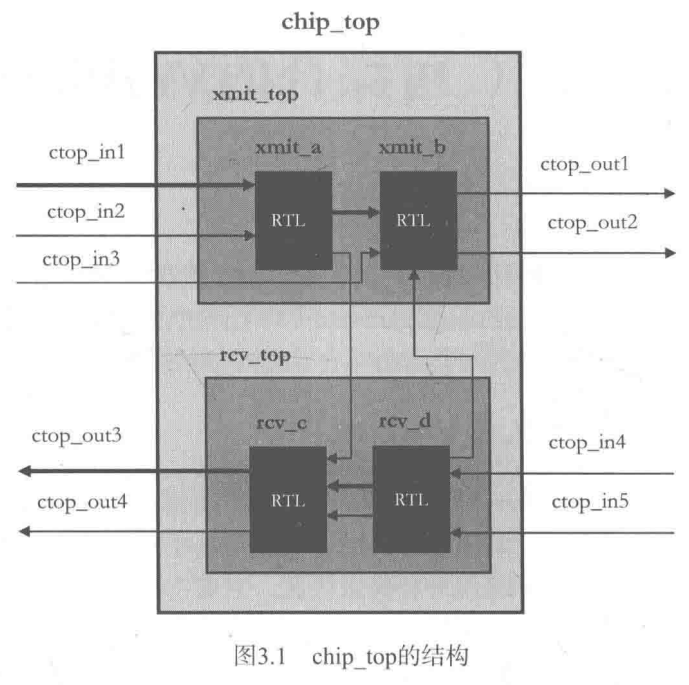 chip_top
xmit_top
ctop_in1
xmit_a
xmit_b
ctop_out1
ctop_in2
RTL
RTL
ctop_out2
ctop_in3
rcv_top
ctop_out3
rcv_c
rcv_d
ctop_in4
ctop_out4
RTL
RTL
ctop_in5
图3.1 chip_top的结构